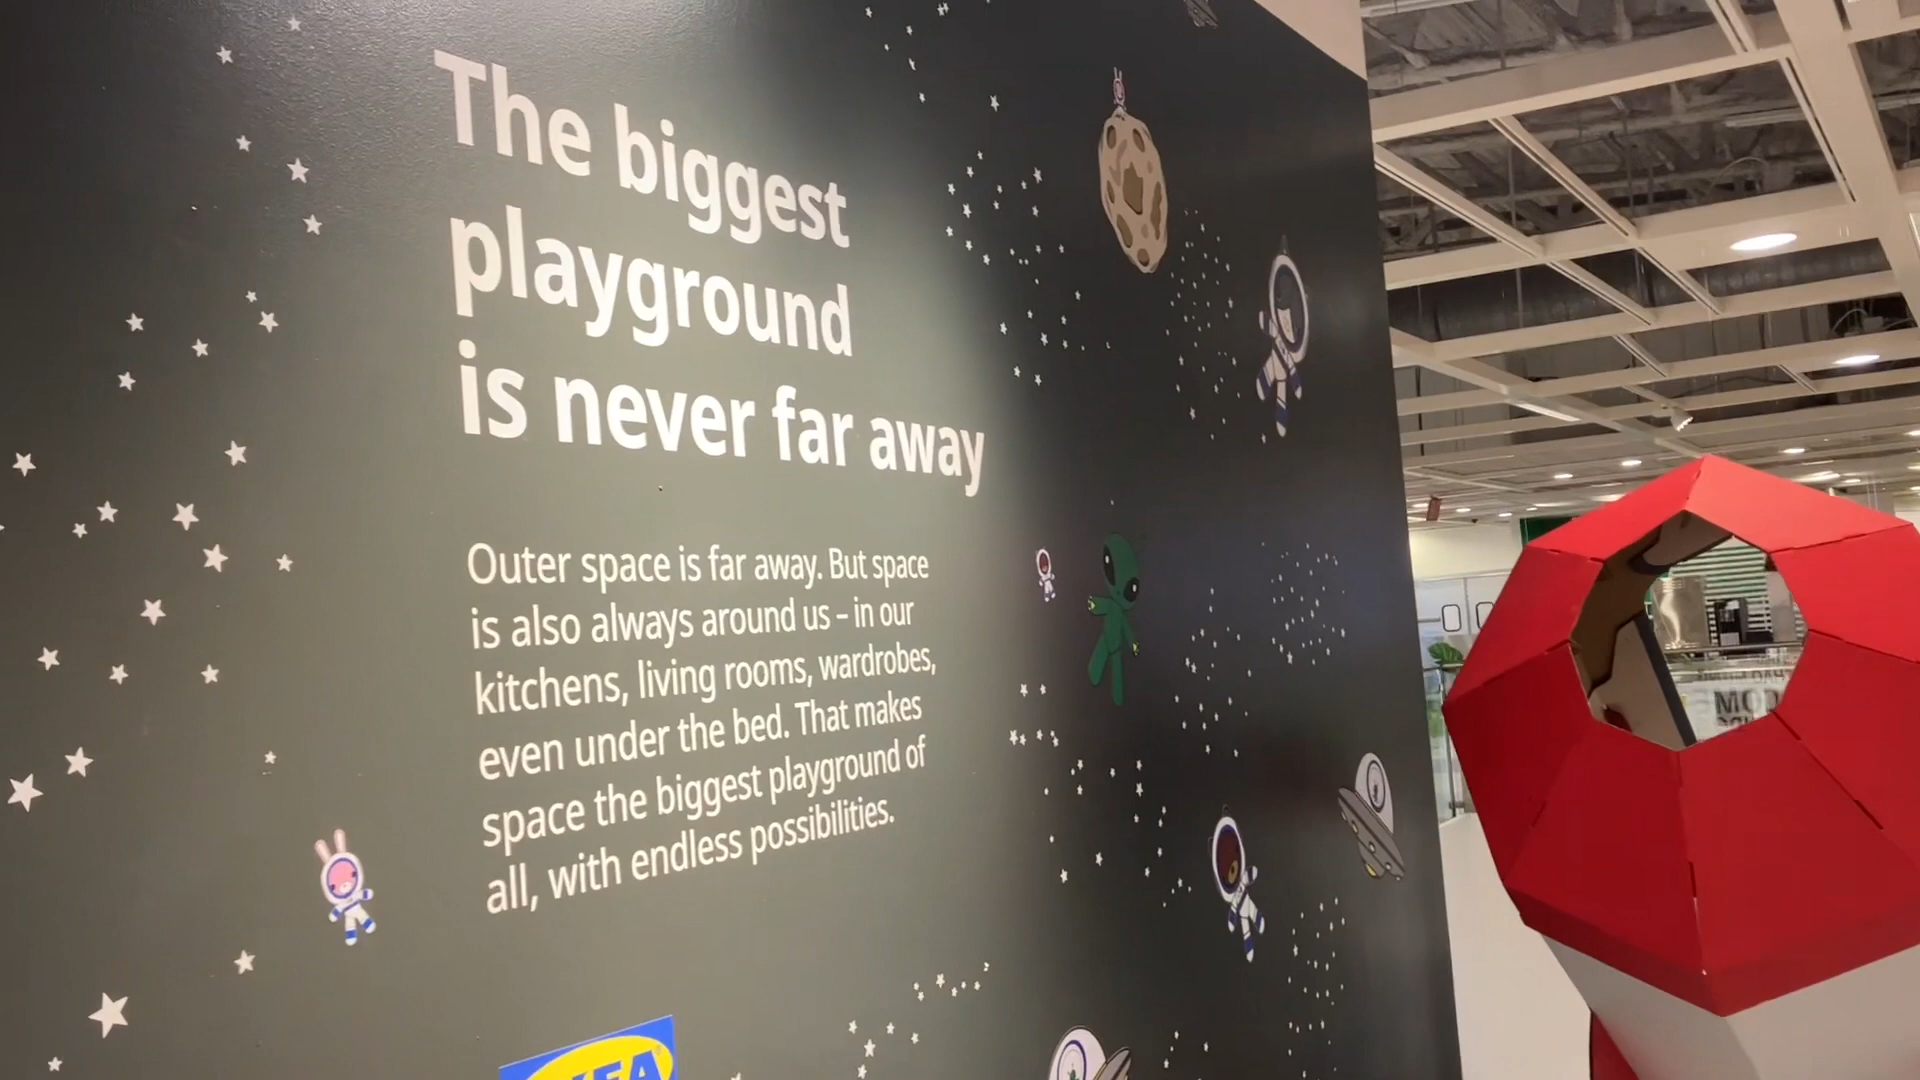 The biggest
playground
is never far away
Outer space is far away. But space
is also always around us – in our
kitchens, living rooms, wardrobes,
even under the bed. That makes
space the biggest playground of
all, with endless possibilities.
IKEA